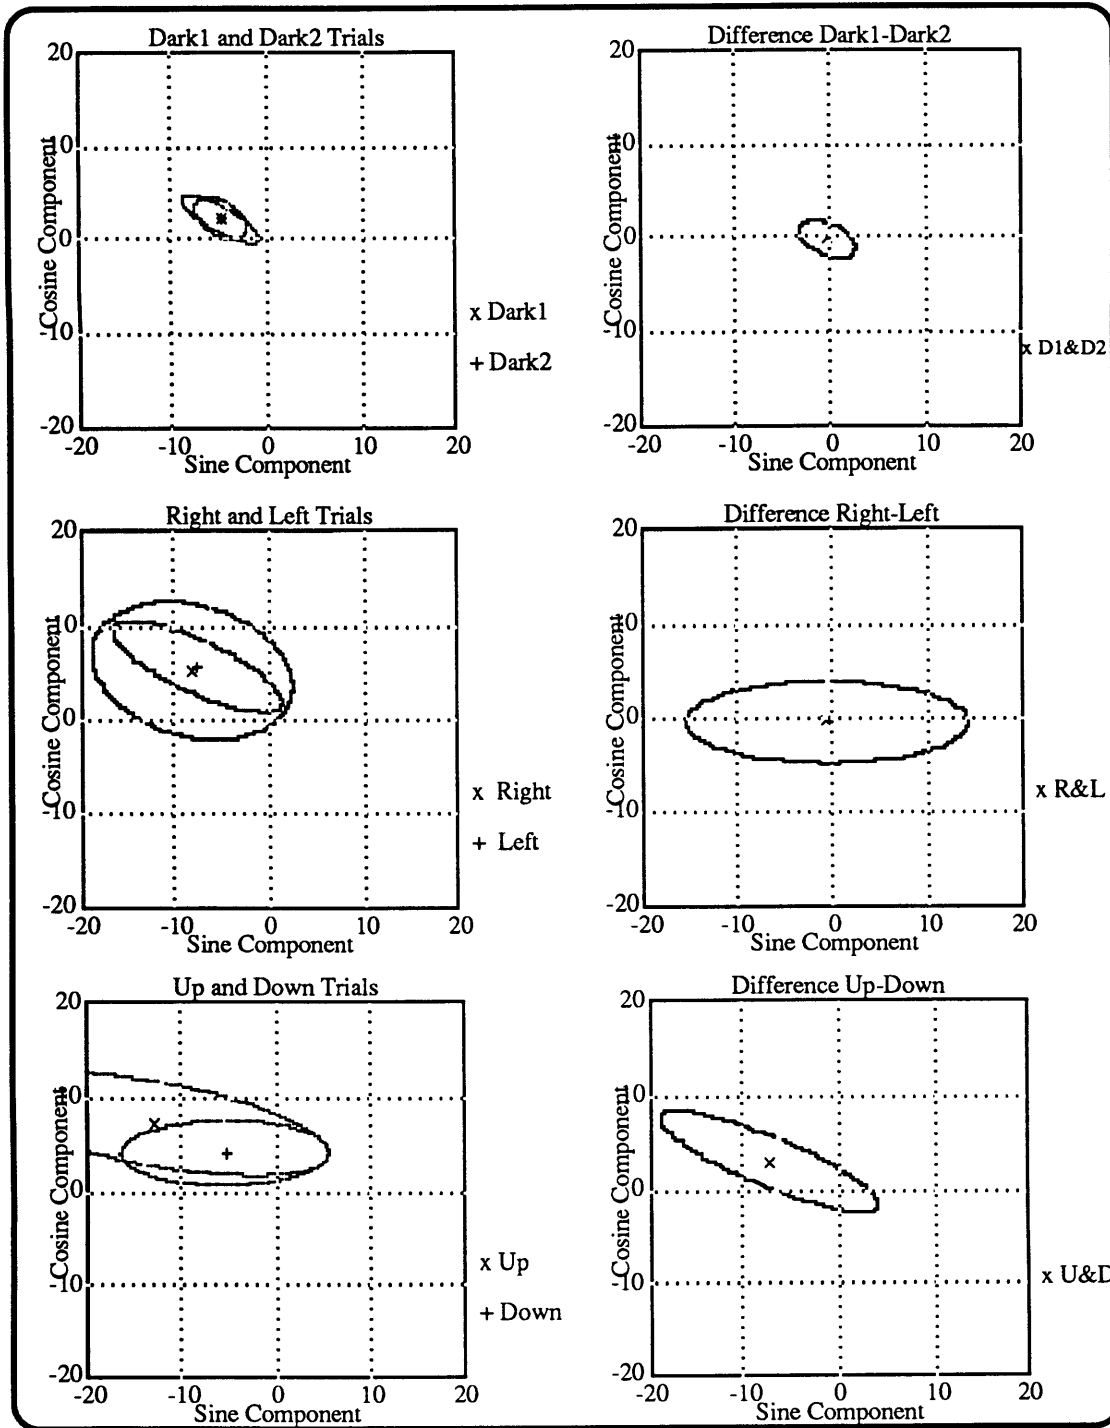 Dark1 and Dark2 Trials
20
10
0
-10
-20
Cosine Component
-20 -10 0 10 20
Sine Component
x Dark1
+ Dark2
Difference Dark1-Dark2
20
10
0
-10
-20
Cosine Component
-20 -10 0 10 20
Sine Component
x D1&D2
Right and Left Trials
20
10
0
-10
-20
Cosine Component
-20 -10 0 10 20
Sine Component
x Right
+ Left
Difference Right-Left
20
10
0
-10
-20
Cosine Component
-20 -10 0 10 20
Sine Component
x R&L
Up and Down Trials
20
10
0
-10
-20
Cosine Component
-20 -10 0 10 20
Sine Component
x Up
+ Down
Difference Up-Down
20
10
0
-10
-20
Cosine Component
-20 -10 0 10 20
Sine Component
x U&D